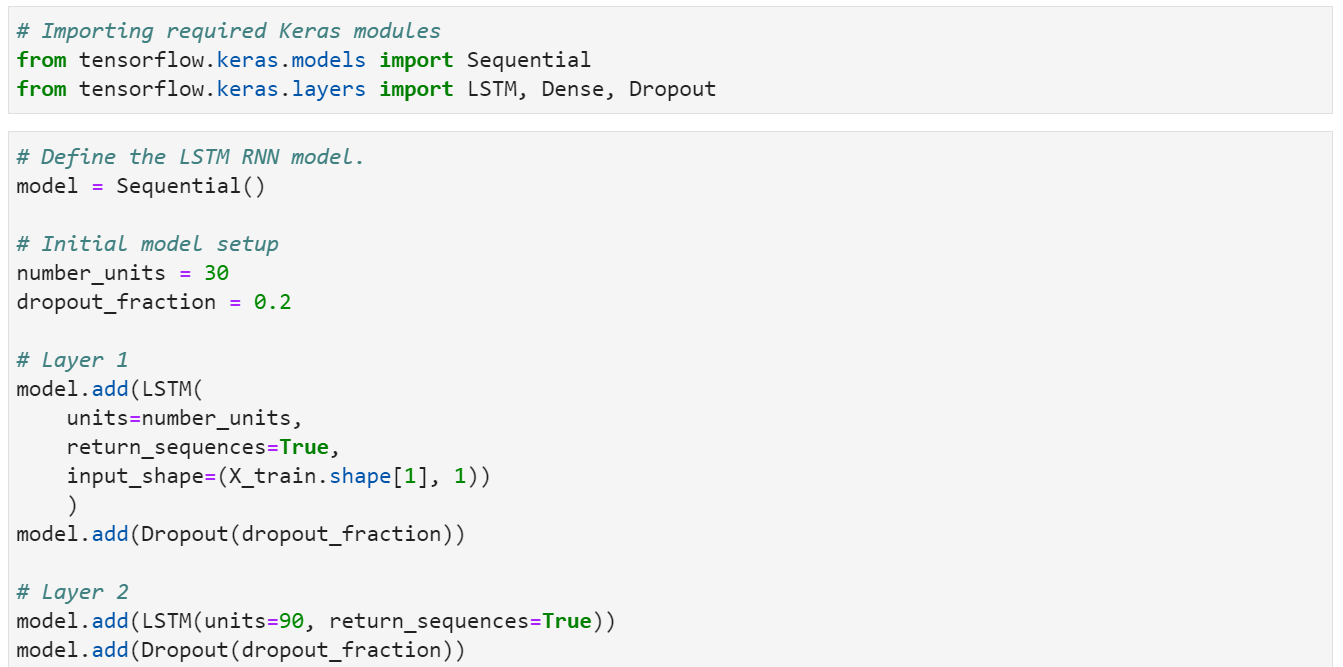 # Importing required Keras modules
from tensorflow.keras.models import Sequential
from tensorflow.keras.layers import LSTM, Dense, Dropout
# Define the LSTM RNN model.
model = Sequential()
# Initial model setup
number_units = 30
dropout_fraction = 0.2
# Layer 1
model.add(LSTM(
    units=number_units,
    return_sequences=True,
    input_shape=(X_train.shape[1], 1))
    )
model.add(Dropout(dropout_fraction))
# Layer 2
model.add(LSTM(units=90, return_sequences=True))
model.add(Dropout(dropout_fraction))